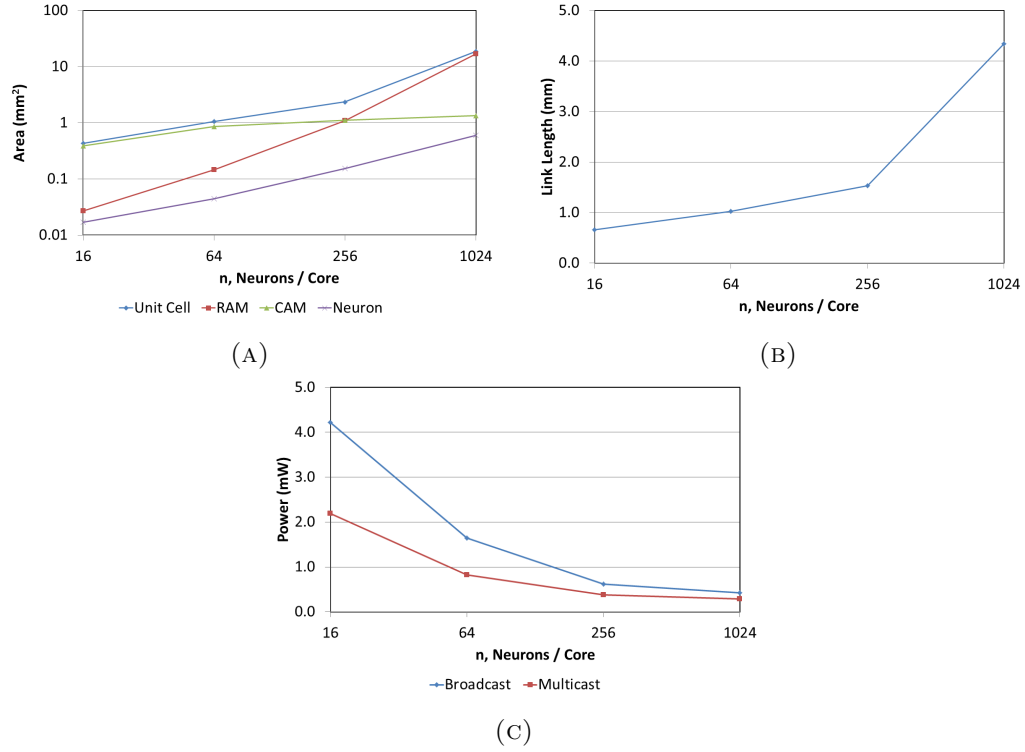 100
10
1
0.1
0.01
Area (mm²)
16 64 256 1024
n, Neurons / Core
Unit Cell RAM CAM Neuron
(A)
5.0
4.0
3.0
2.0
1.0
0.0
Link Length (mm)
16 64 256 1024
n, Neurons / Core
(B)
5.0
4.0
3.0
2.0
1.0
0.0
Power (mW)
16 64 256 1024
n, Neurons / Core
Broadcast Multicast
(C)